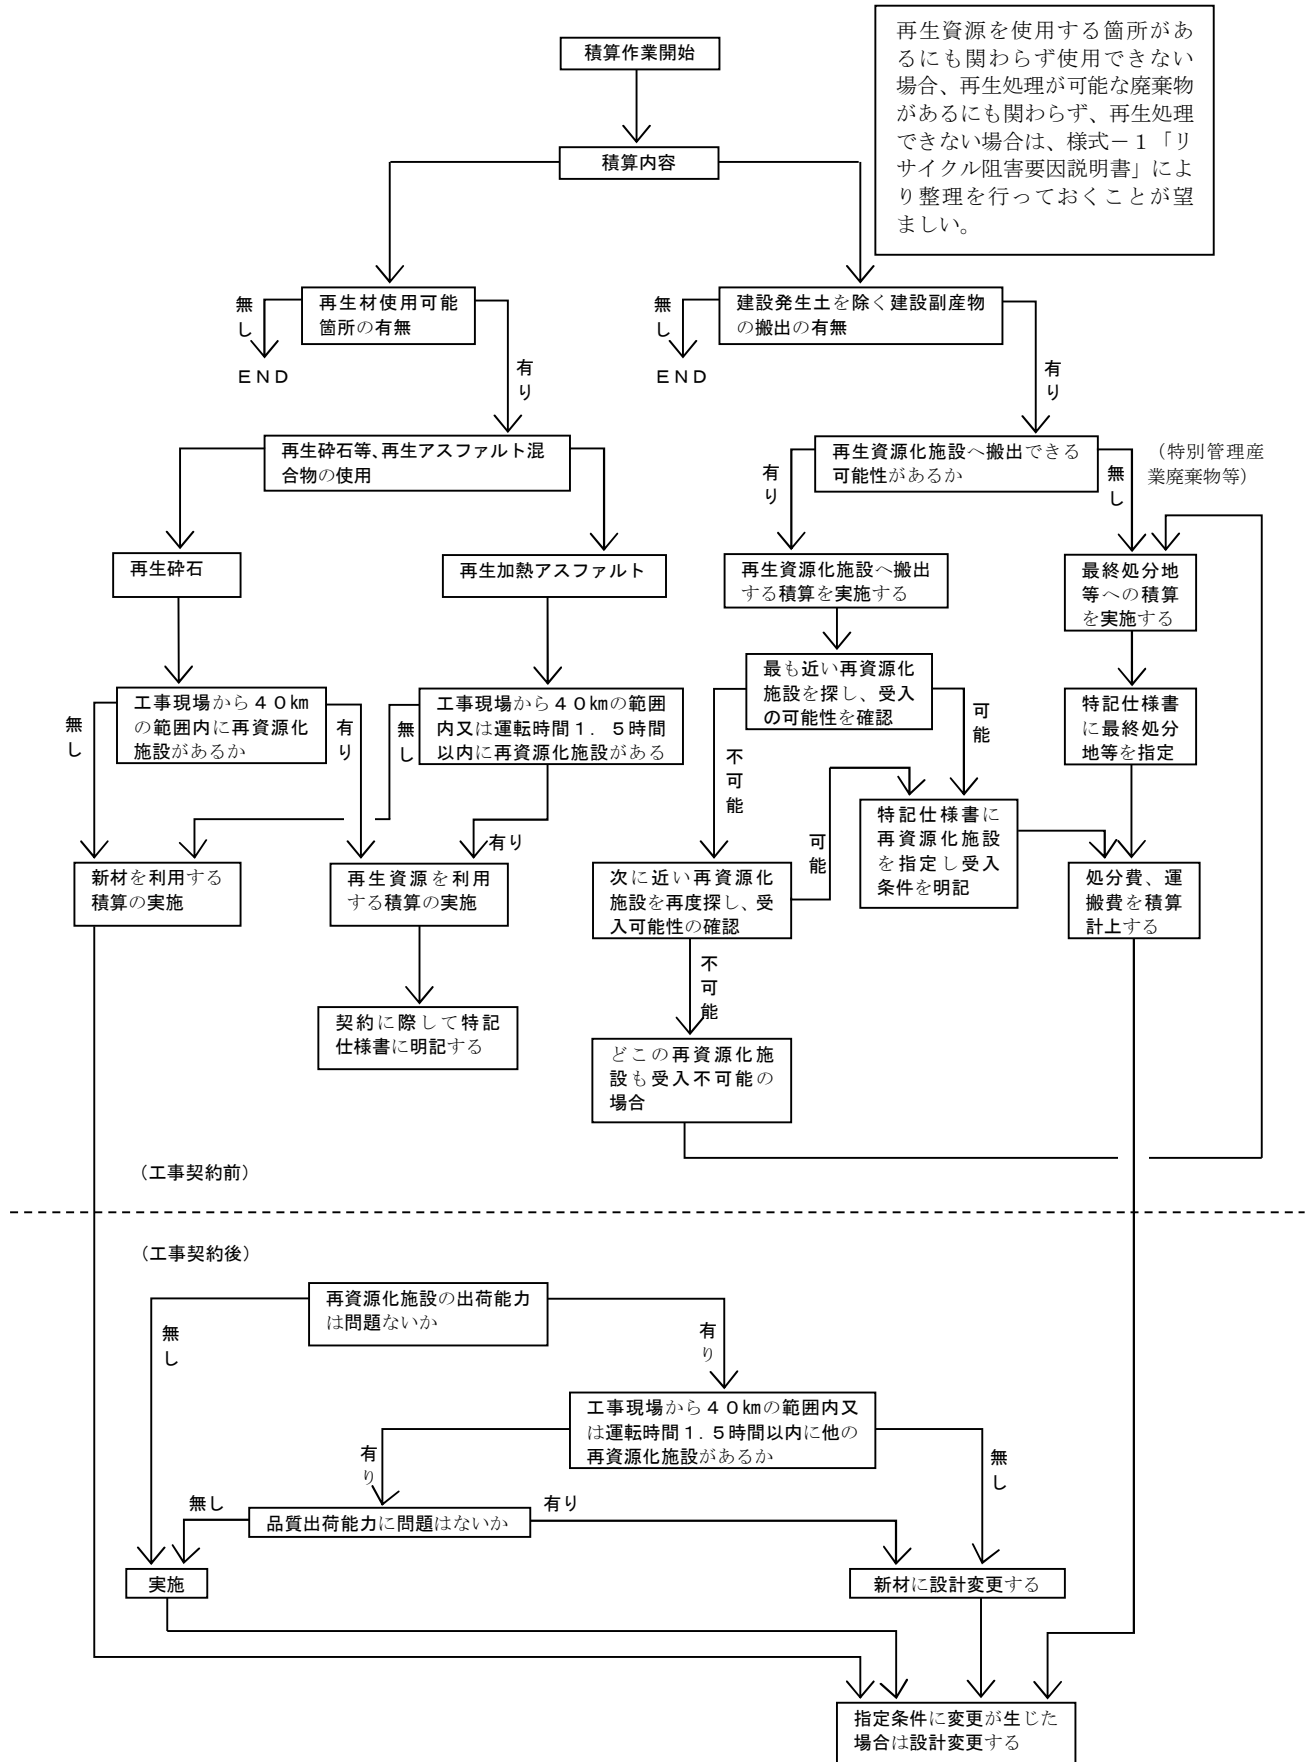 再生資源を使用する箇所があ
るにも関わらず使用できない
場合、再生処理が可能な廃棄物
があるにも関わらず、再生処理
できない場合は、様式－１「リ
サイクル阻害要因説明書」によ
り整理を行っておくことが望
ましい。
積算作業開始
積算内容
再生材使用可能
箇所の有無
無し
ＥＮＤ
有り
建設発生土を除く建設副産物
の搬出の有無
無し
ＥＮＤ
有り
再生砕石等、再生アスファルト混
合物の使用
再生資源化施設へ搬出できる
可能性があるか
有り
無し
（特別管理産
業廃棄物等）
再生砕石
再生加熱アスファルト
再生資源化施設へ搬出
する積算を実施する
最終処分地
等への積算
を実施する
工事現場から４０㎞
の範囲内に再資源化
施設があるか
無し
有り
工事現場から４０㎞の範囲
内又は運転時間１．５時間
以内に再資源化施設がある
無し
有り
最も近い再資源化
施設を探し、受入
の可能性を確認
可能
不可能
特記仕様書
に最終処分
地等を指定
特記仕様書に
再資源化施設
を指定し受入
条件を明記
新材を利用する
積算の実施
再生資源を利用
する積算の実施
次に近い再資源化
施設を再度探し、受
入可能性の確認
可能
不可能
処分費、運
搬費を積算
計上する
契約に際して特記
仕様書に明記する
どこの再資源化施
設も受入不可能の
場合
（工事契約前）
（工事契約後）
再資源化施設の出荷能力
は問題ないか
無し
有り
工事現場から４０㎞の範囲内又
は運転時間１．５時間以内に他の
再資源化施設があるか
有り
無し
品質出荷能力に問題はないか
無し
有り
実施
新材に設計変更する
指定条件に変更が生じた
場合は設計変更する